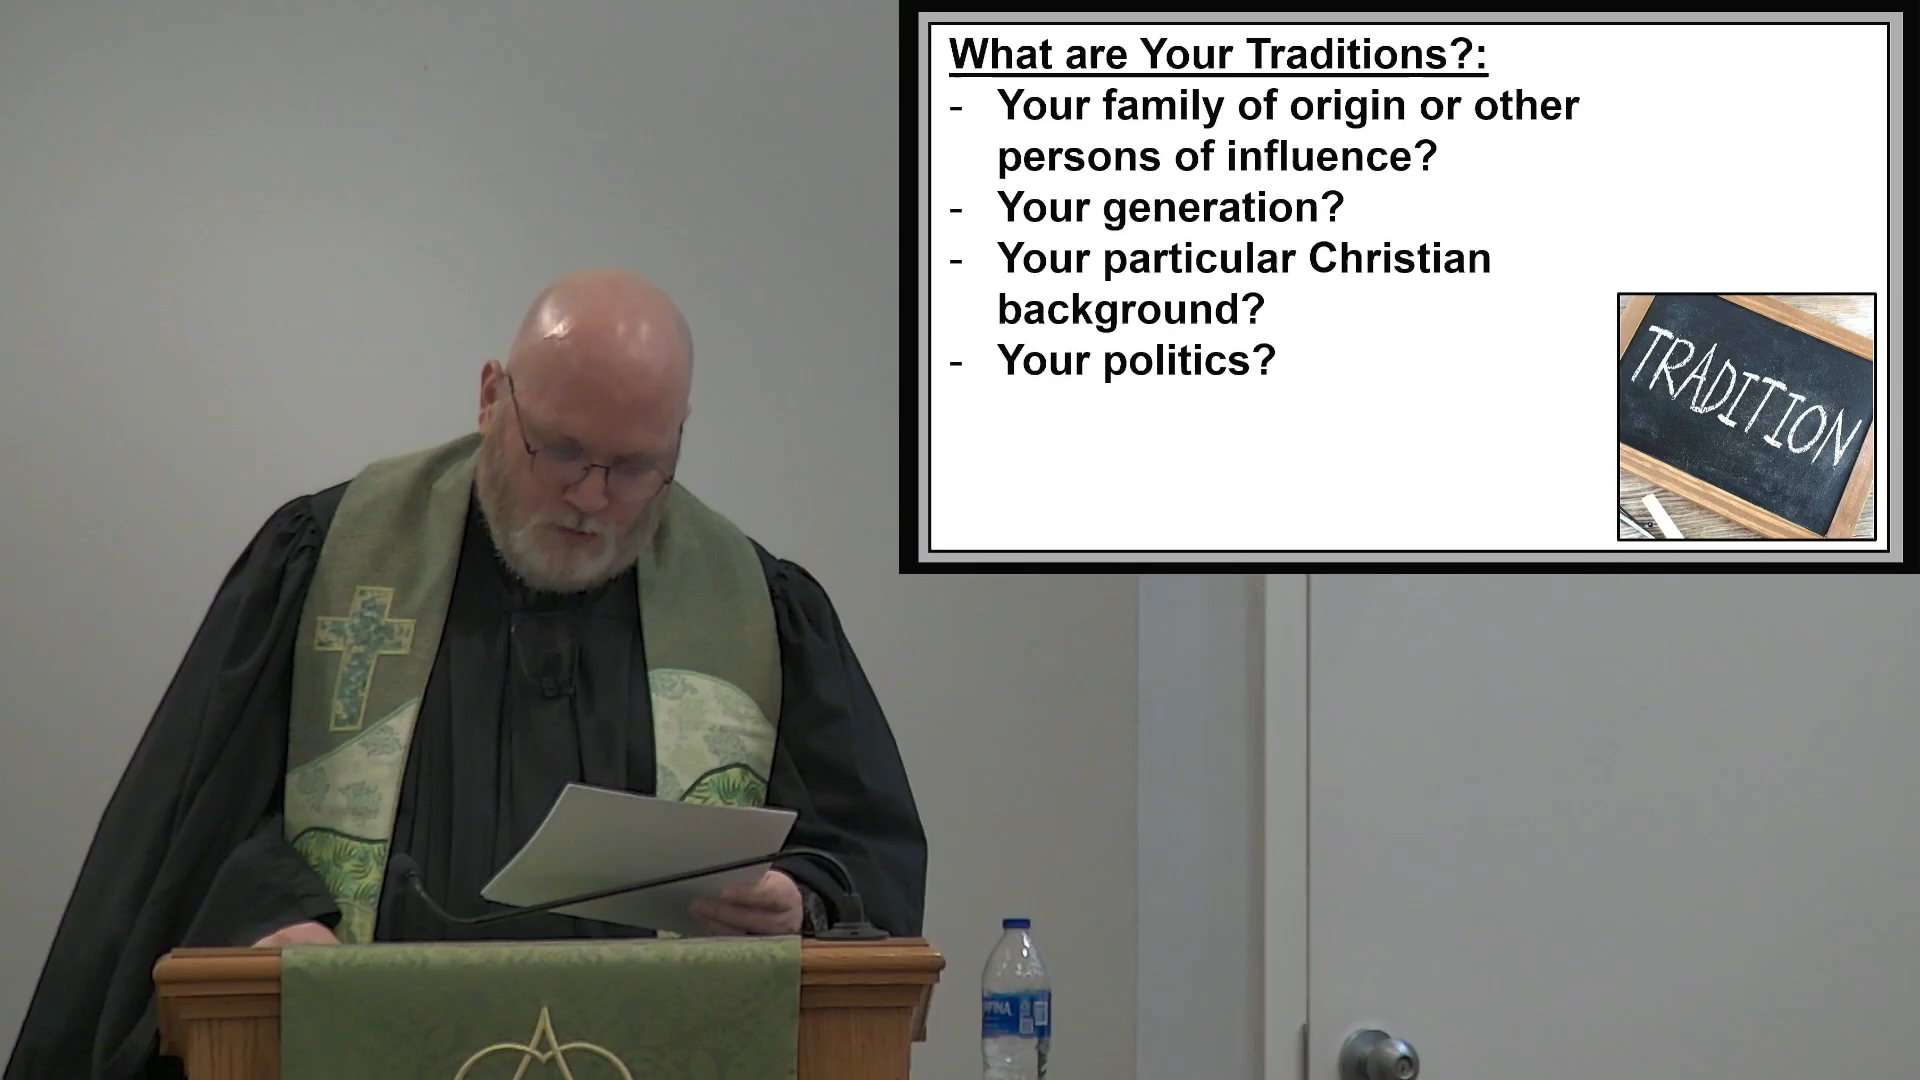 What are Your Traditions?:
- Your family of origin or other
persons of influence?
- Your generation?
- Your particular Christian
background?
- Your politics?
TRADITION